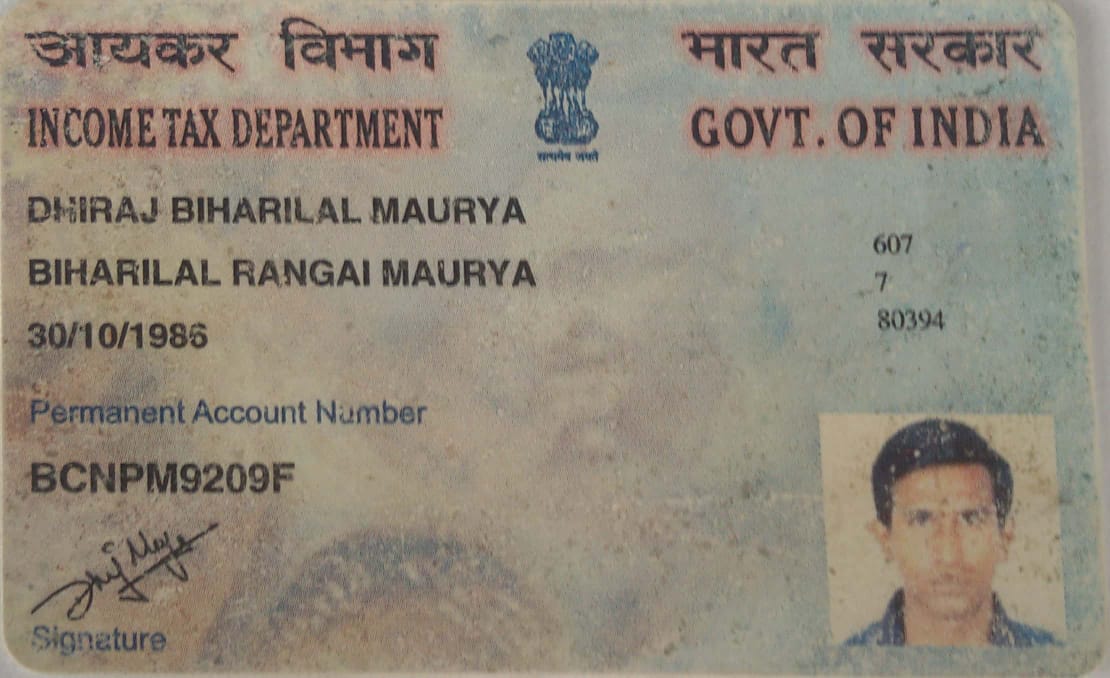 आयकर विभाग
INCOME TAX DEPARTMENT
सत्यमेव जयते
भारत सरकार
GOVT. OF INDIA
DHIRAJ BIHARILAL MAURYA
BIHARILAL RANGAI MAURYA
30/10/1986
607
7
80394
Permanent Account Number
BCNPM9209F
Signature